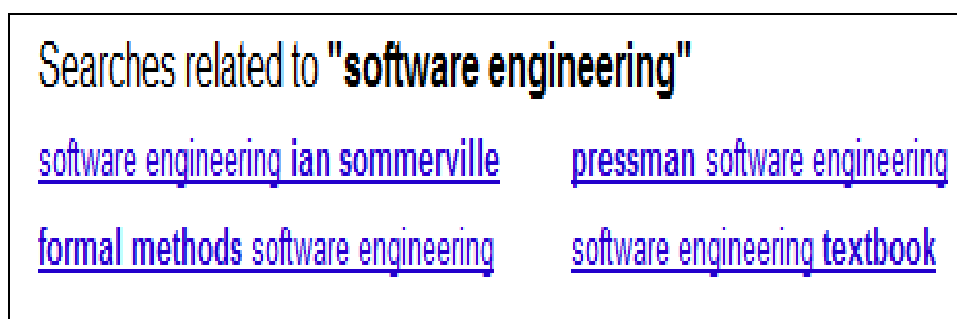 Searches related to "software engineering"
software engineering ian sommerville pressman software engineering
formal methods software engineering software engineering textbook